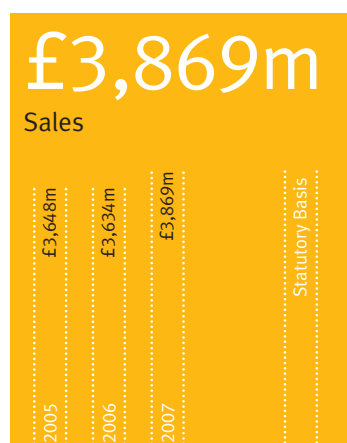 £3,869m
Sales
£3,648m
2005
£3,634m
2006
£3,869m
2007
Statutory Basis